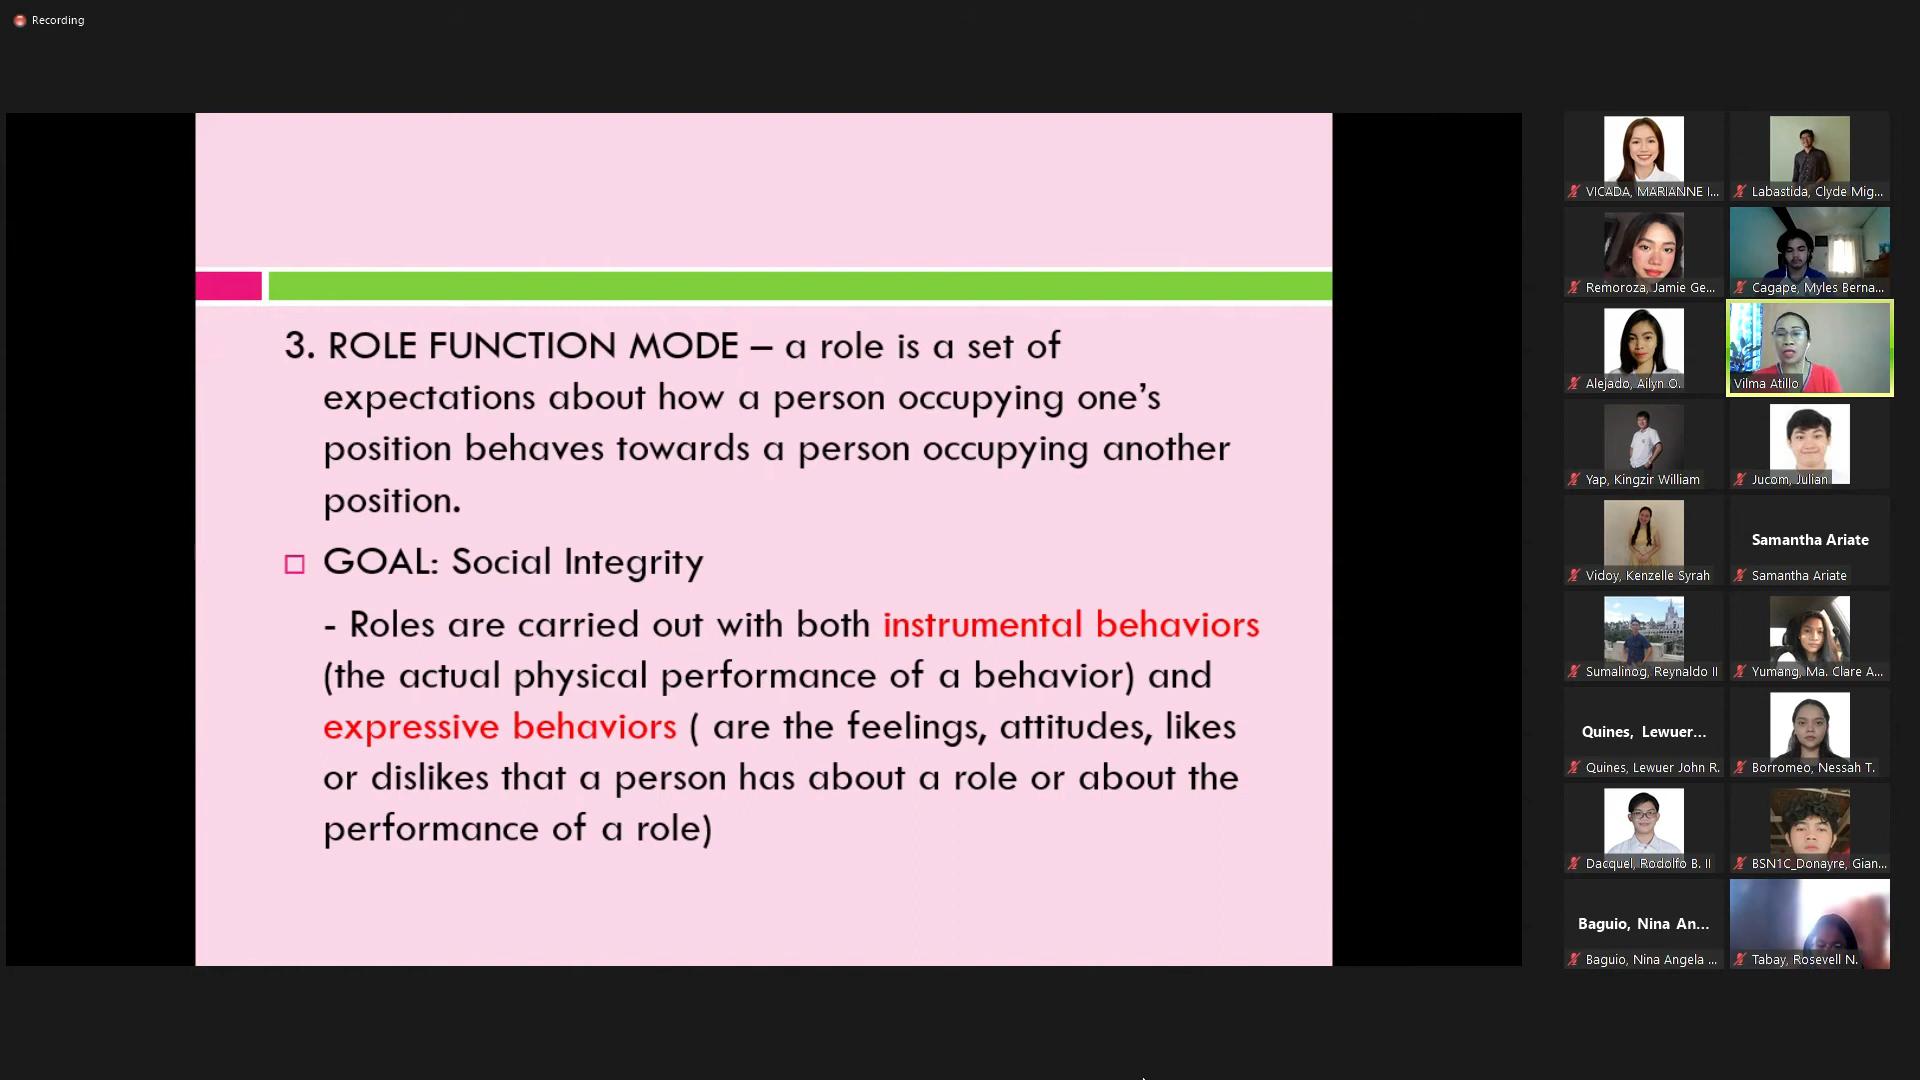 Recording
3. ROLE FUNCTION MODE – a role is a set of
expectations about how a person occupying one’s
position behaves towards a person occupying another
position.
GOAL: Social Integrity
- Roles are carried out with both instrumental behaviors
(the actual physical performance of a behavior) and
expressive behaviors ( are the feelings, attitudes, likes
or dislikes that a person has about a role or about the
performance of a role)
VICADA, MARIANNE I...
Labastida, Clyde Mig...
Remoroza, Jamie Ge...
Cagape, Myles Berna...
Alejado, Ailyn O.
Vilma Atillo
Yap, Kingzir William
Jucom, Julian
Vidoy, Kenzelle Syrah
Samantha Ariate
Samantha Ariate
Sumalinog, Reynaldo II
Yumang, Ma. Clare A...
Quines, Lewuer...
Quines, Lewuer John R.
Borromeo, Nessah T.
Dacquel, Rodolfo B. II
BSN1C_Donayre, Gian...
Baguio, Nina An...
Baguio, Nina Angela ...
Tabay, Rosevell N.